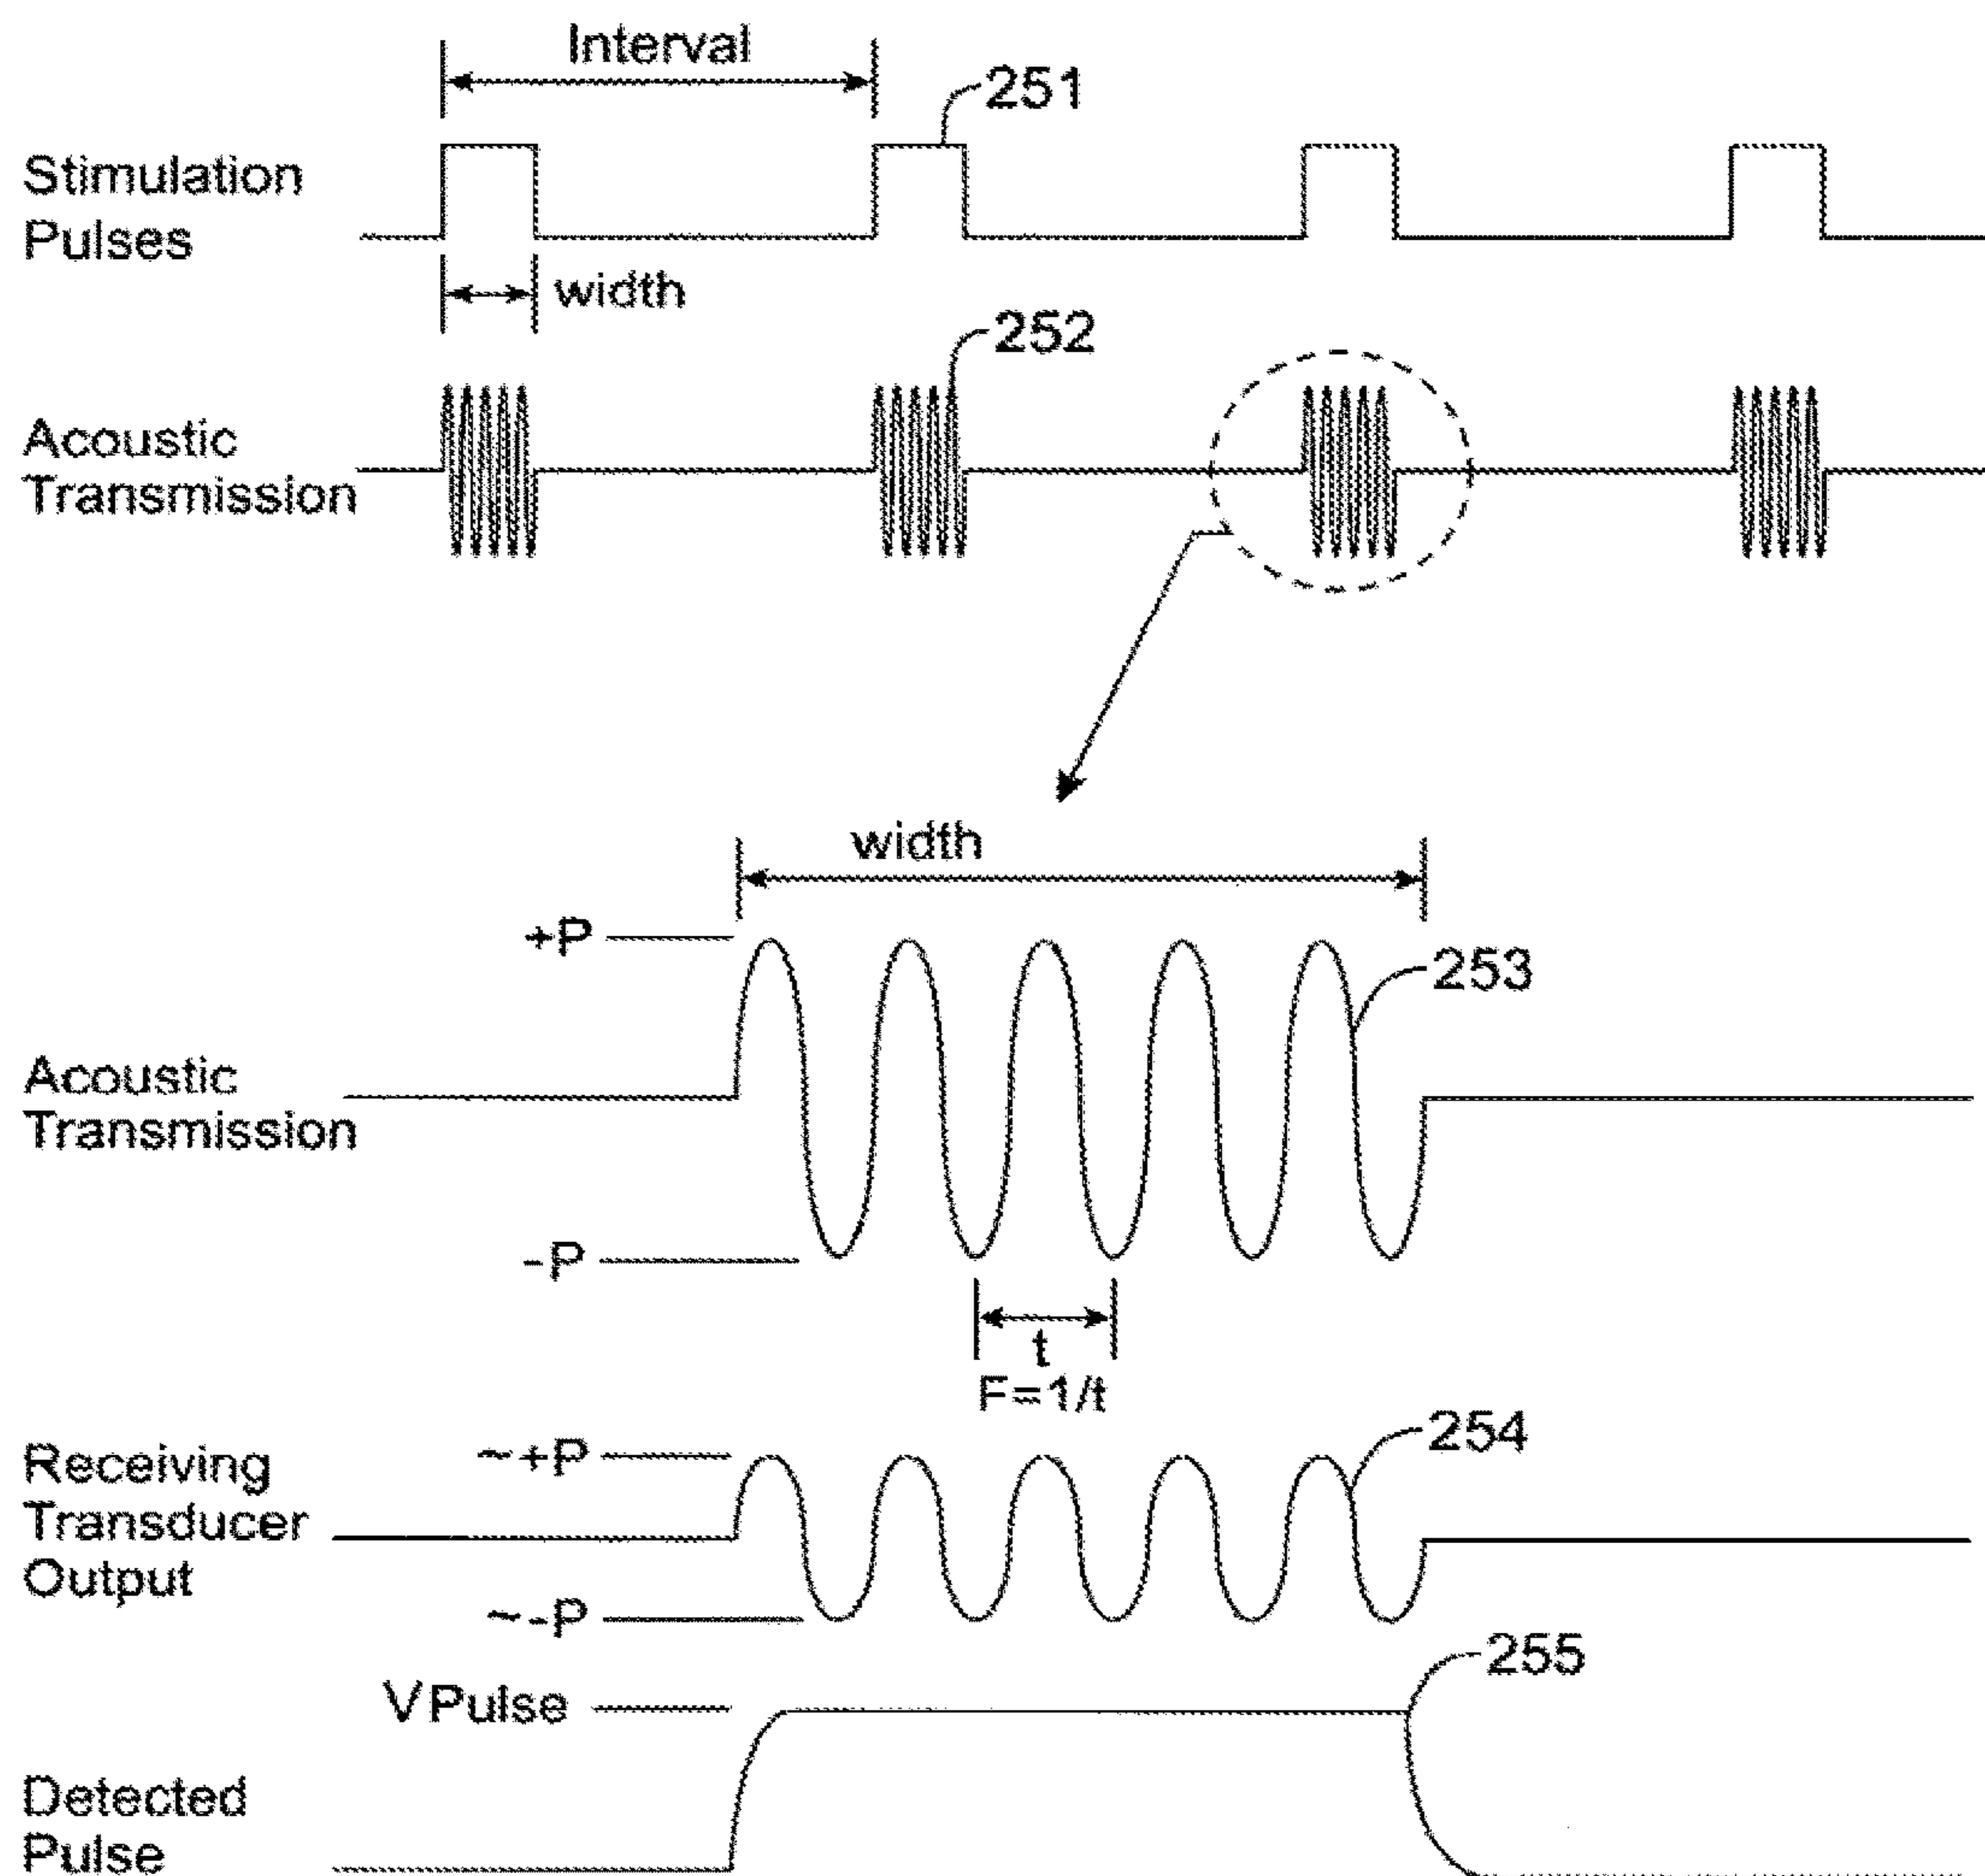 Interval
251
Stimulation
Pulses
width
252
Acoustic
Transmission
width
+P
253
Acoustic
Transmission
-P
t
F=1/t
254
~+P
Receiving
Transducer
Output
~-P
255
VPulse
Detected
Pulse